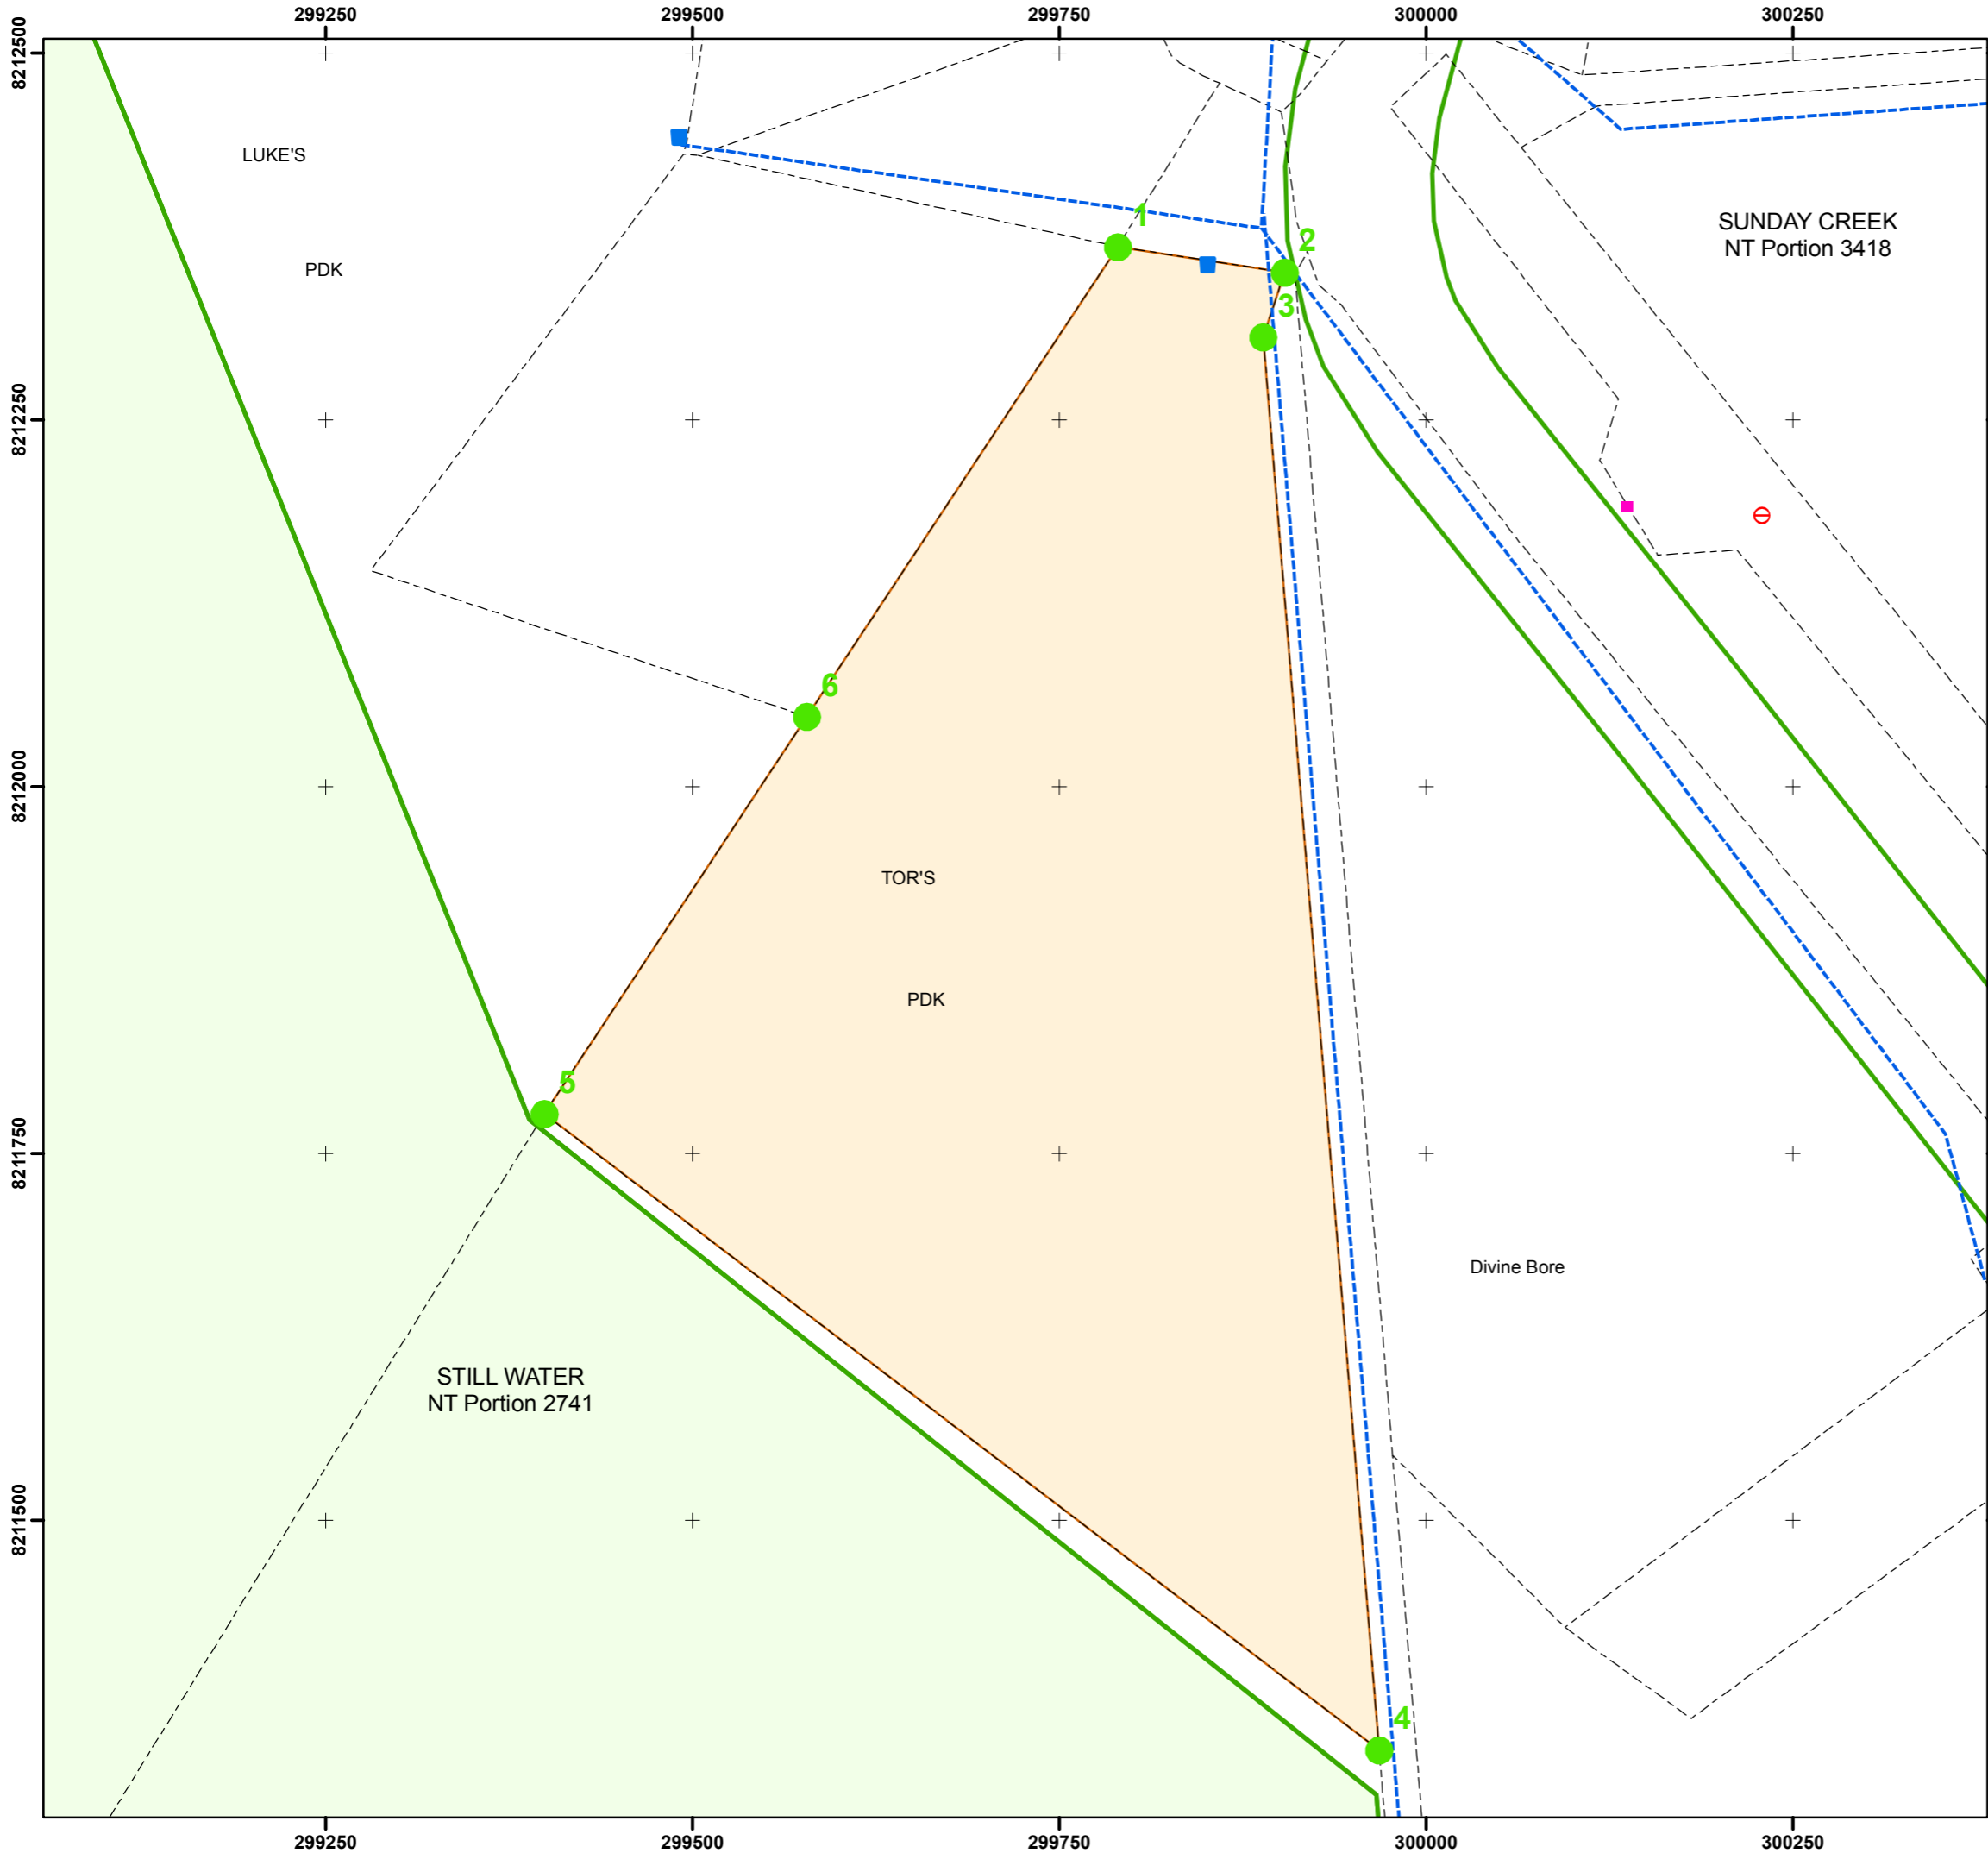 299250 299500 299750 300000 300250
8212500
LUKE'S
PDK
SUNDAY CREEK
NT Portion 3418
1
2
3
8212250
6
8212000
TOR'S
PDK
5
8211750
Divine Bore
STILL WATER
NT Portion 2741
8211500
4
299250 299500 299750 300000 300250